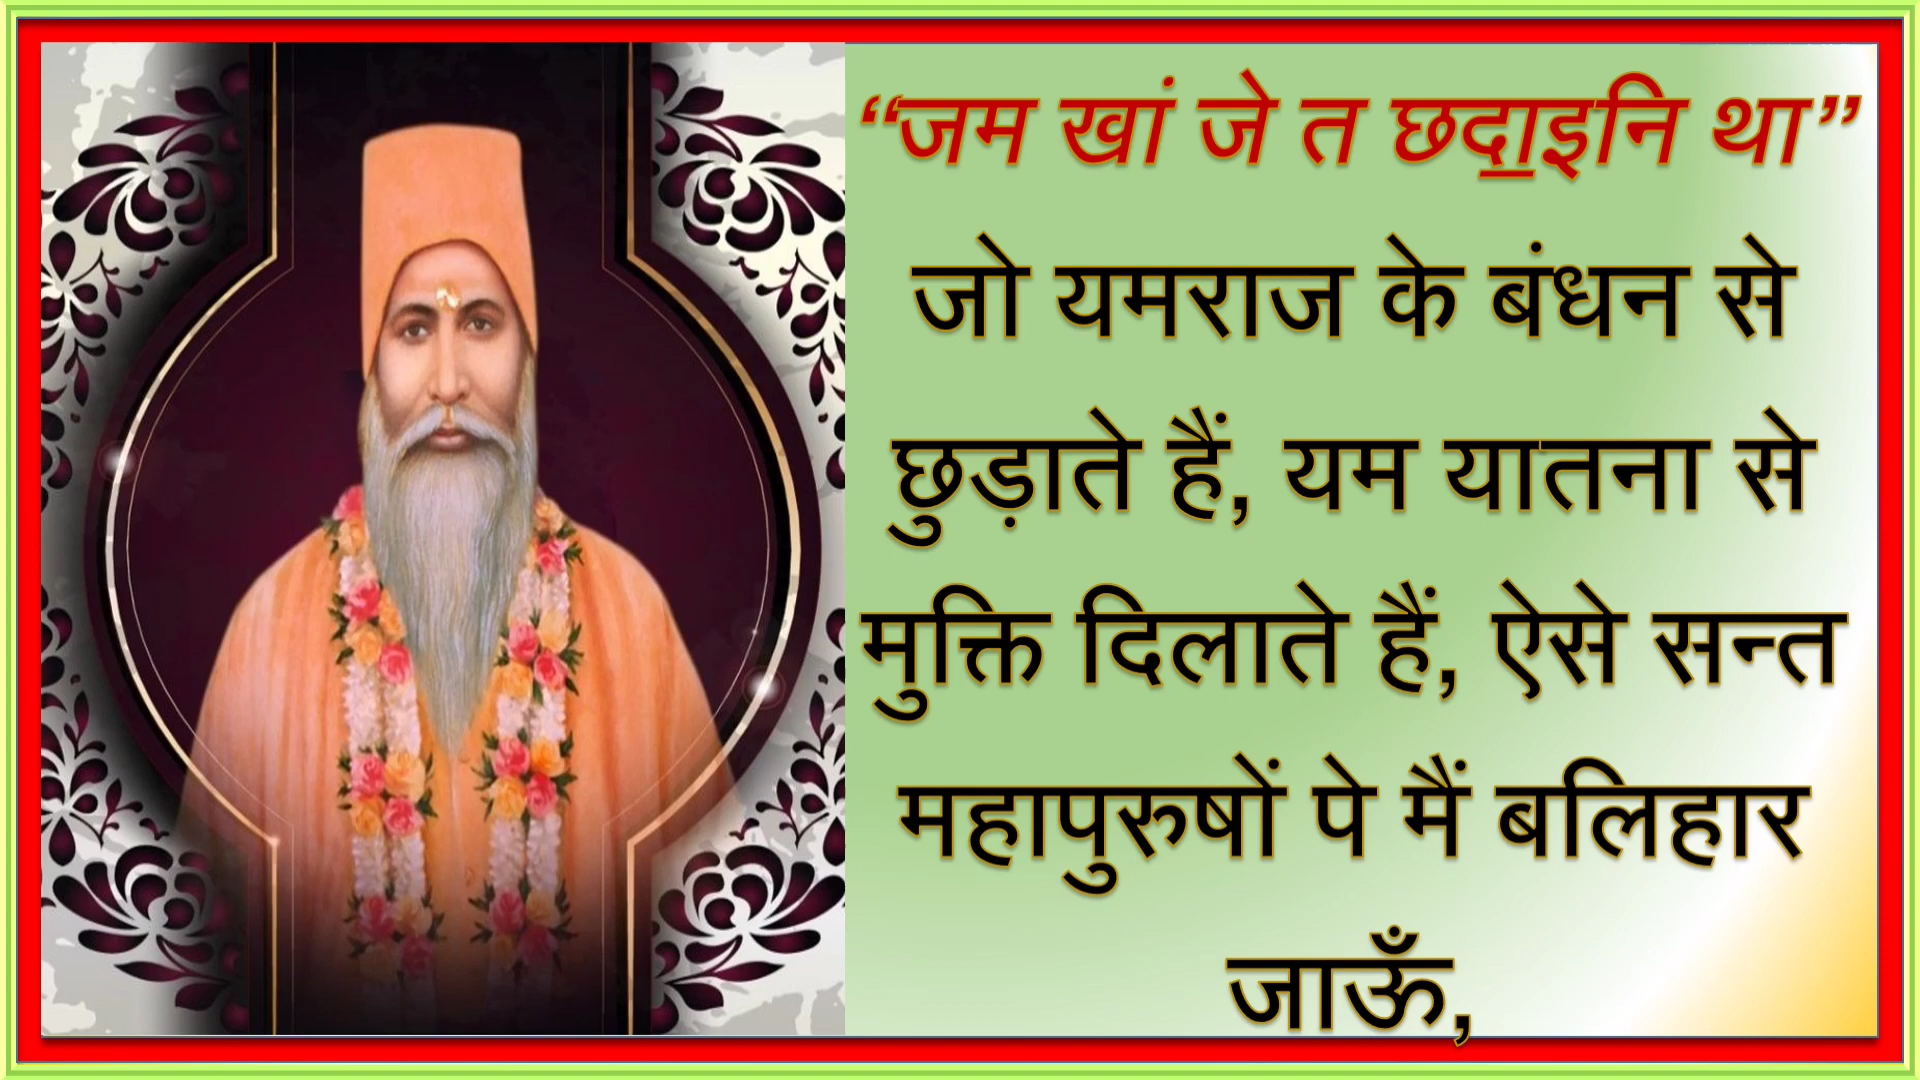 “जम खां जे त छदा॒इनि था”
जो यमराज के बंधन से
छुड़ाते हैं, यम यातना से
मुक्ति दिलाते हैं, ऐसे सन्त
महापुरुषों पे मैं बलिहार
जाऊँ,